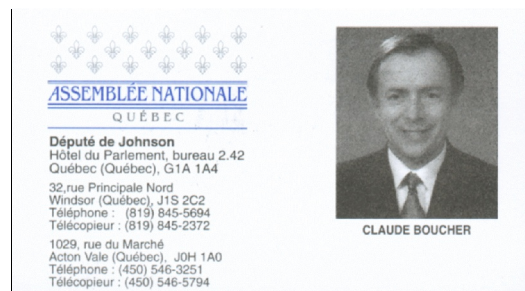 ASSEMBLÉE NATIONALE
QUÉBEC
Député de Johnson
Hôtel du Parlement, bureau 2.42
Québec (Québec), G1A 1A4
32,rue Principale Nord
Windsor (Québec), J1S 2C2
Téléphone : (819) 845-5694
Télécopieur : (819) 845-2372
1029, rue du Marché
Acton Vale (Québec), J0H 1A0
Téléphone : (450) 546-3251
Télécopieur : (450) 546-5794
CLAUDE BOUCHER